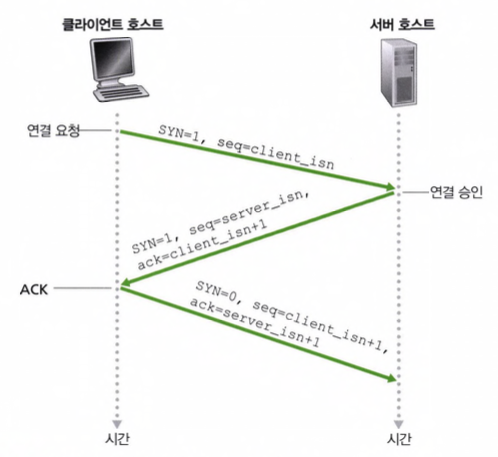 클라이언트 호스트
서버 호스트
연결 요청
SYN=1, seq=client_isn
연결 승인
SYN=1, seq=server_isn,
ack=client_isn+1
ACK
SYN=0, seq=client_isn+1,
ack=server_isn+1
시간
시간